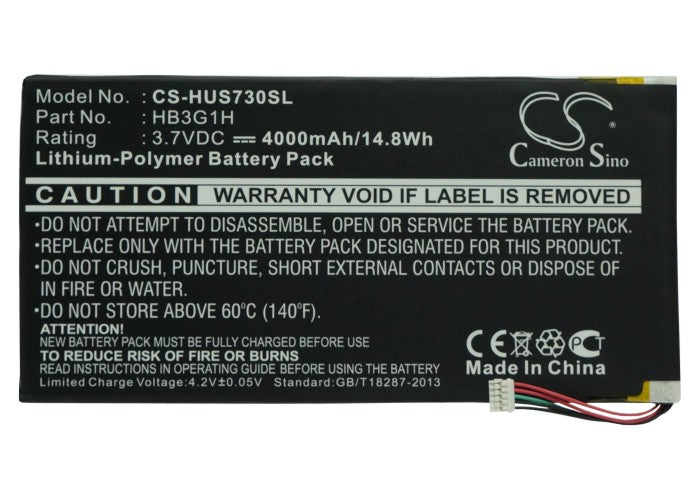 Model No. : CS-HUS730SL
Part No. : HB3G1H
Rating : 3.7VDC ⎓ 4000mAh/14.8Wh
Lithium-Polymer Battery Pack
CS
Cameron Sino
CAUTION WARRANTY VOID IF LABEL IS REMOVED
•DO NOT ATTEMPT TO DISASSEMBLE, OPEN OR SERVICE THE BATTERY PACK.
•REPLACE ONLY WITH THE BATTERY PACK DESIGNATED FOR THIS PRODUCT.
•DO NOT CRUSH, PUNCTURE, SHORT EXTERNAL CONTACTS OR DISPOSE OF
IN FIRE OR WATER.
•DO NOT STORE ABOVE 60°C (140°F).
ATTENTION!
NEW BATTERY PACK MUST BE FULLY CHARGED BEFORE USE
TO REDUCE RISK OF FIRE OR BURNS.
READ INSTRUCTIONS IN OPERATING MANUAL BEFORE USE
Limited Charge Voltage:4.2V±0.05V Standard:GB/T18287-2013
CE FC RoHS
Made In China